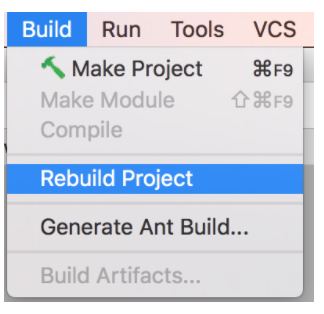 Build Run Tools VCS
Make Project ⌘F9
Make Module ⇧⌘F9
Compile
Rebuild Project
Generate Ant Build...
Build Artifacts...